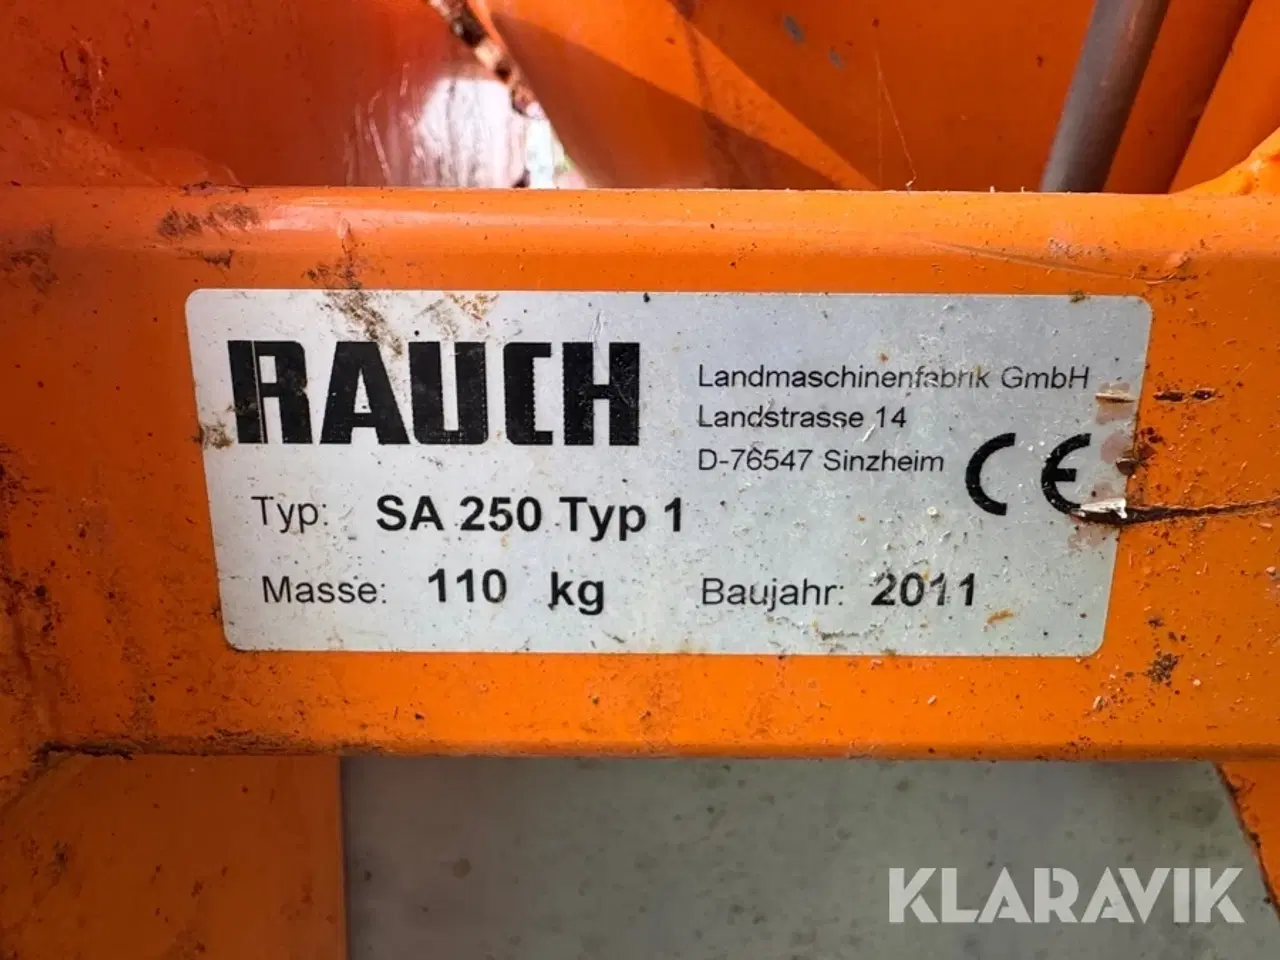 RAUCH
Landmaschinenfabrik GmbH
Landstrasse 14
D-76547 Sinzheim
CE
Typ: SA 250 Typ 1
Masse: 110 kg
Baujahr: 2011
KLARAVIK